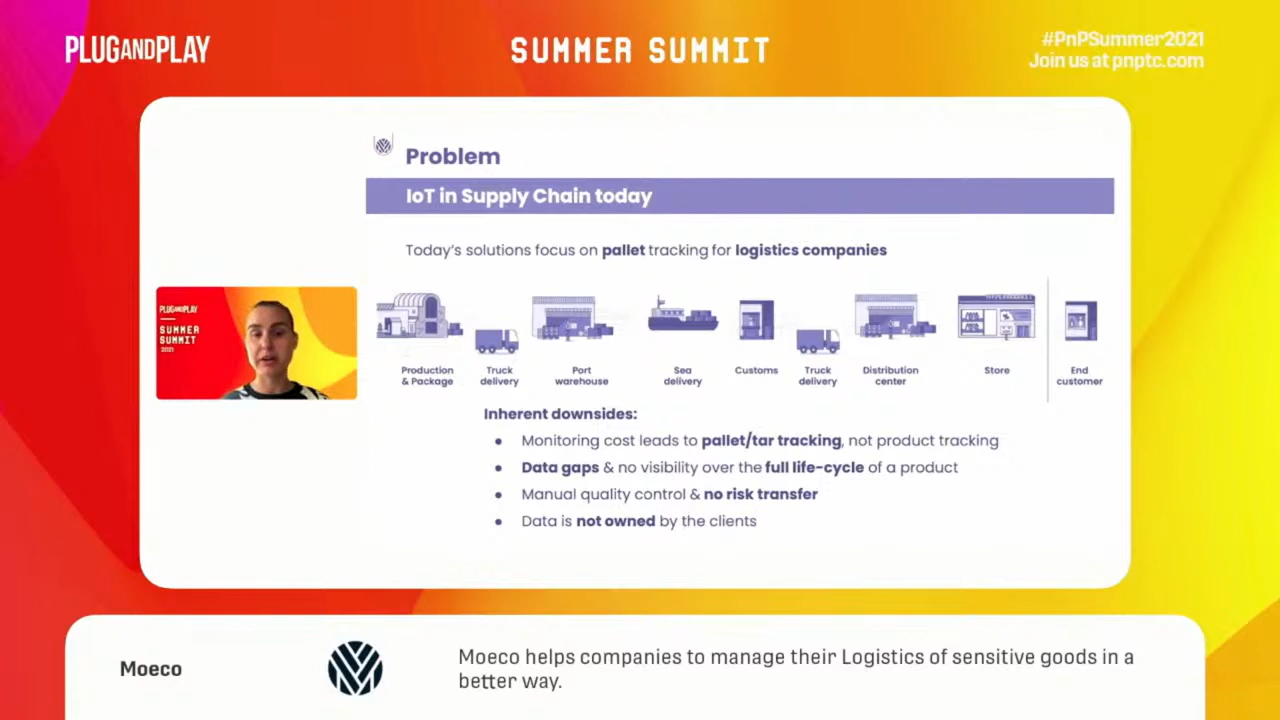 PLUGANDPLAY
SUMMER SUMMIT
#PnPSummer2021
Join us at pnptc.com
Problem
IoT in Supply Chain today
Today's solutions focus on pallet tracking for logistics companies
PLUGANDPLAY
SUMMER
SUMMIT
2021
Production
& Package
Truck
delivery
Port
warehouse
Sea
delivery
Customs
Truck
delivery
Distribution
center
Store
End
customer
Inherent downsides:
• Monitoring cost leads to pallet/tar tracking, not product tracking
• Data gaps & no visibility over the full life-cycle of a product
• Manual quality control & no risk transfer
• Data is not owned by the clients
Moeco
Moeco helps companies to manage their Logistics of sensitive goods in a
better way.